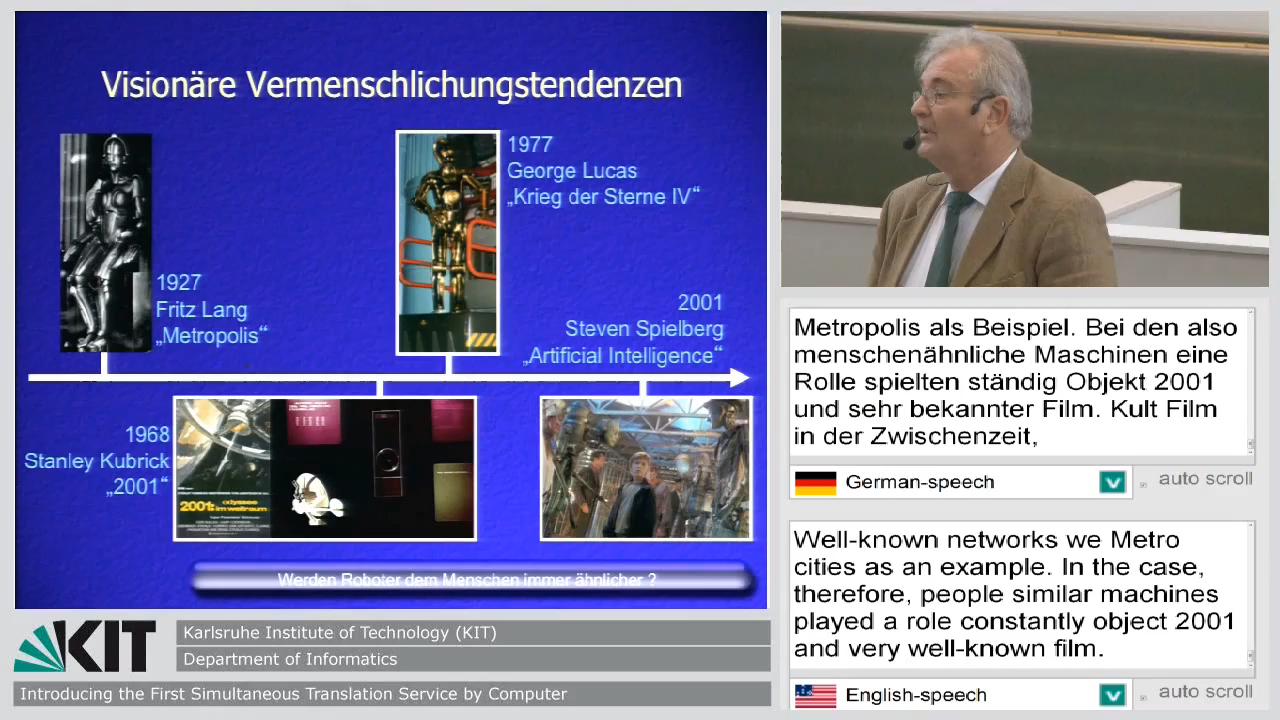 Visionäre Vermenschlichungstendenzen
1927
Fritz Lang
„Metropolis“
1977
George Lucas
„Krieg der Sterne IV“
1968
Stanley Kubrick
„2001“
2001: odyssee
im weltraum
2001
Steven Spielberg
„Artificial Intelligence“
Werden Roboter dem Menschen immer ähnlicher ?
Metropolis als Beispiel. Bei den also
menschenähnliche Maschinen eine
Rolle spielten ständig Objekt 2001
und sehr bekannter Film. Kult Film
in der Zwischenzeit,
German-speech
auto scroll
Well-known networks we Metro
cities as an example. In the case,
therefore, people similar machines
played a role constantly object 2001
and very well-known film.
English-speech
auto scroll
KIT
Karlsruhe Institute of Technology (KIT)
Department of Informatics
Introducing the First Simultaneous Translation Service by Computer